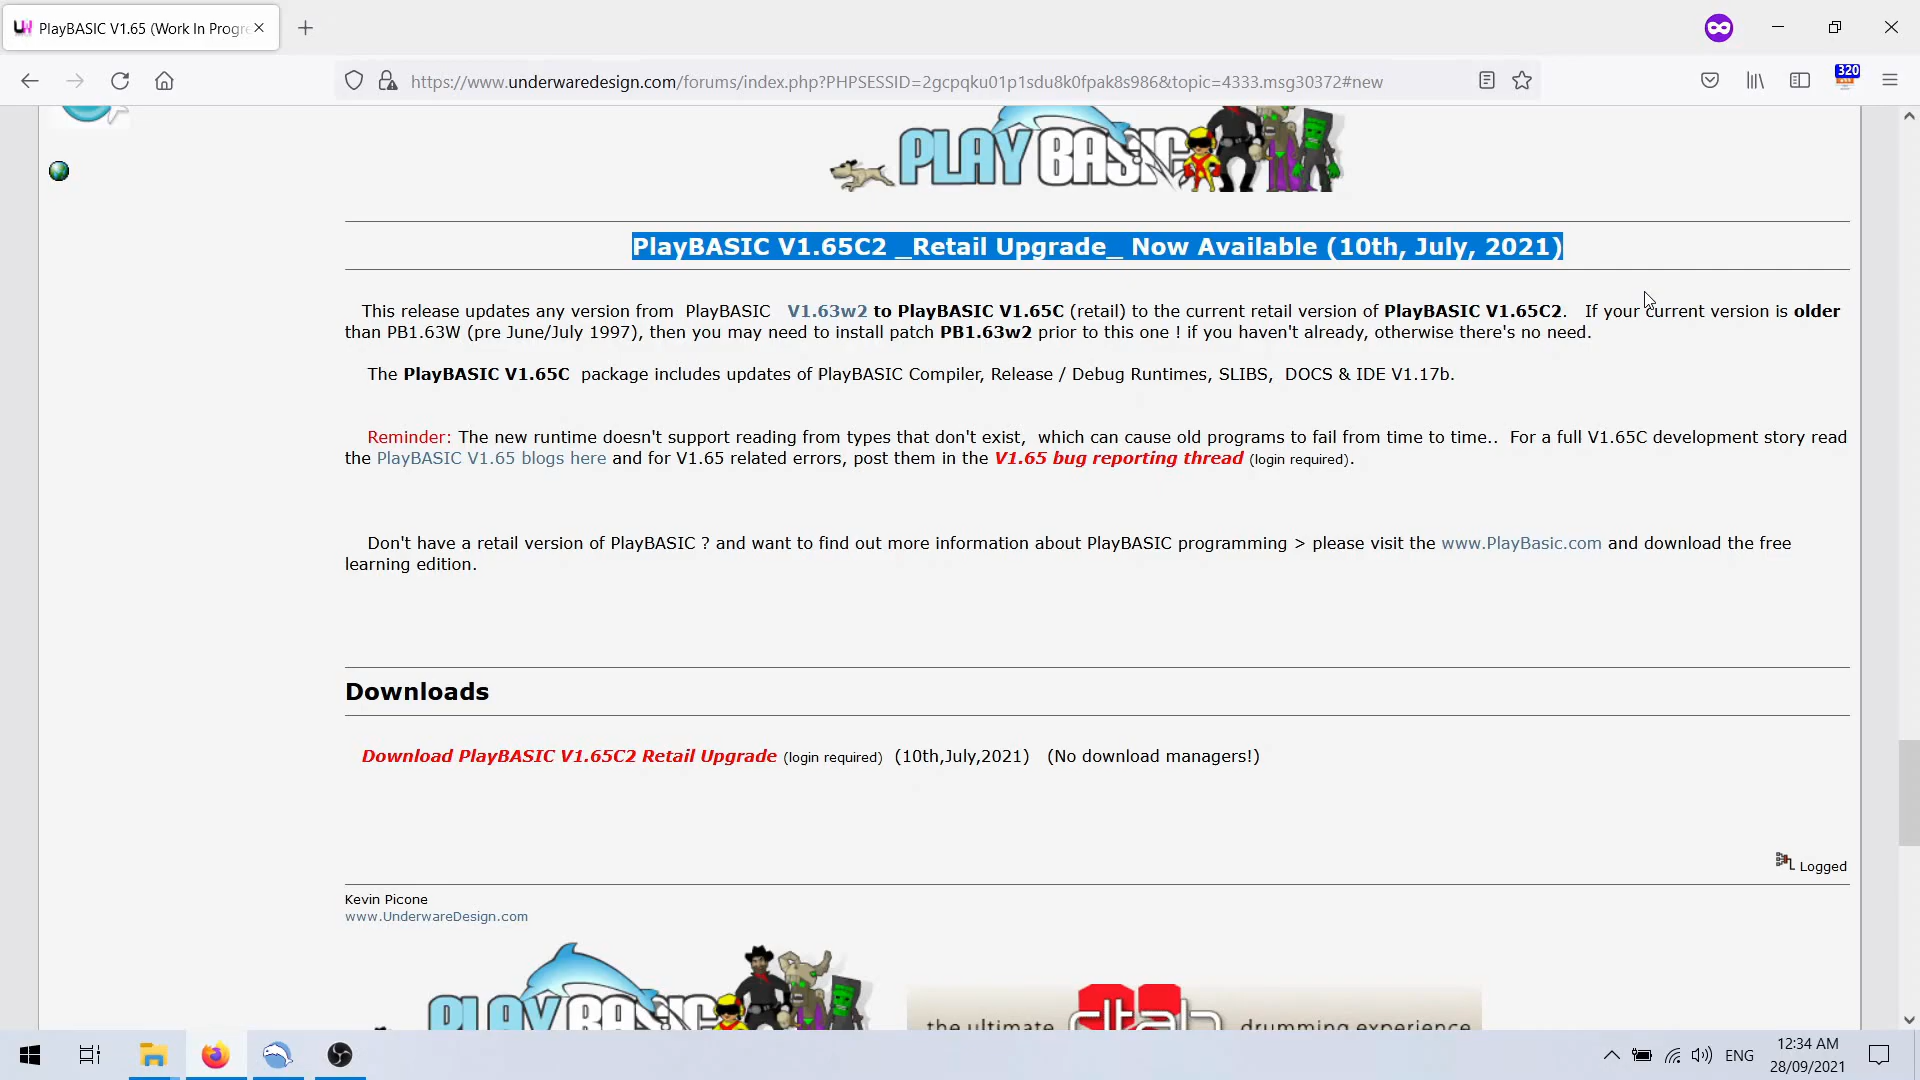 PlayBASIC V1.65 (Work In Progre
https://www.underwaredesign.com/forums/index.php?PHPSESSID=2gcpqku01p1sdu8k0fpak8s986&topic=4333.msg30372#new
320
PLAY BASIC
PlayBASIC V1.65C2 _Retail Upgrade_ Now Available (10th, July, 2021)
This release updates any version from PlayBASIC V1.63w2 to PlayBASIC V1.65C (retail) to the current retail version of PlayBASIC V1.65C2. If your current version is older
than PB1.63W (pre June/July 1997), then you may need to install patch PB1.63w2 prior to this one ! if you haven't already, otherwise there's no need.
The PlayBASIC V1.65C package includes updates of PlayBASIC Compiler, Release / Debug Runtimes, SLIBS, DOCS & IDE V1.17b.
Reminder: The new runtime doesn't support reading from types that don't exist, which can cause old programs to fail from time to time.. For a full V1.65C development story read
the PlayBASIC V1.65 blogs here and for V1.65 related errors, post them in the V1.65 bug reporting thread (login required).
Don't have a retail version of PlayBASIC ? and want to find out more information about PlayBASIC programming > please visit the www.PlayBasic.com and download the free
learning edition.
Downloads
Download PlayBASIC V1.65C2 Retail Upgrade (login required) (10th,July,2021) (No download managers!)
Logged
Kevin Picone
www.UnderwareDesign.com
PLAY BASIC
the ultimate dtab drumming experience
ENG
12:34 AM
28/09/2021